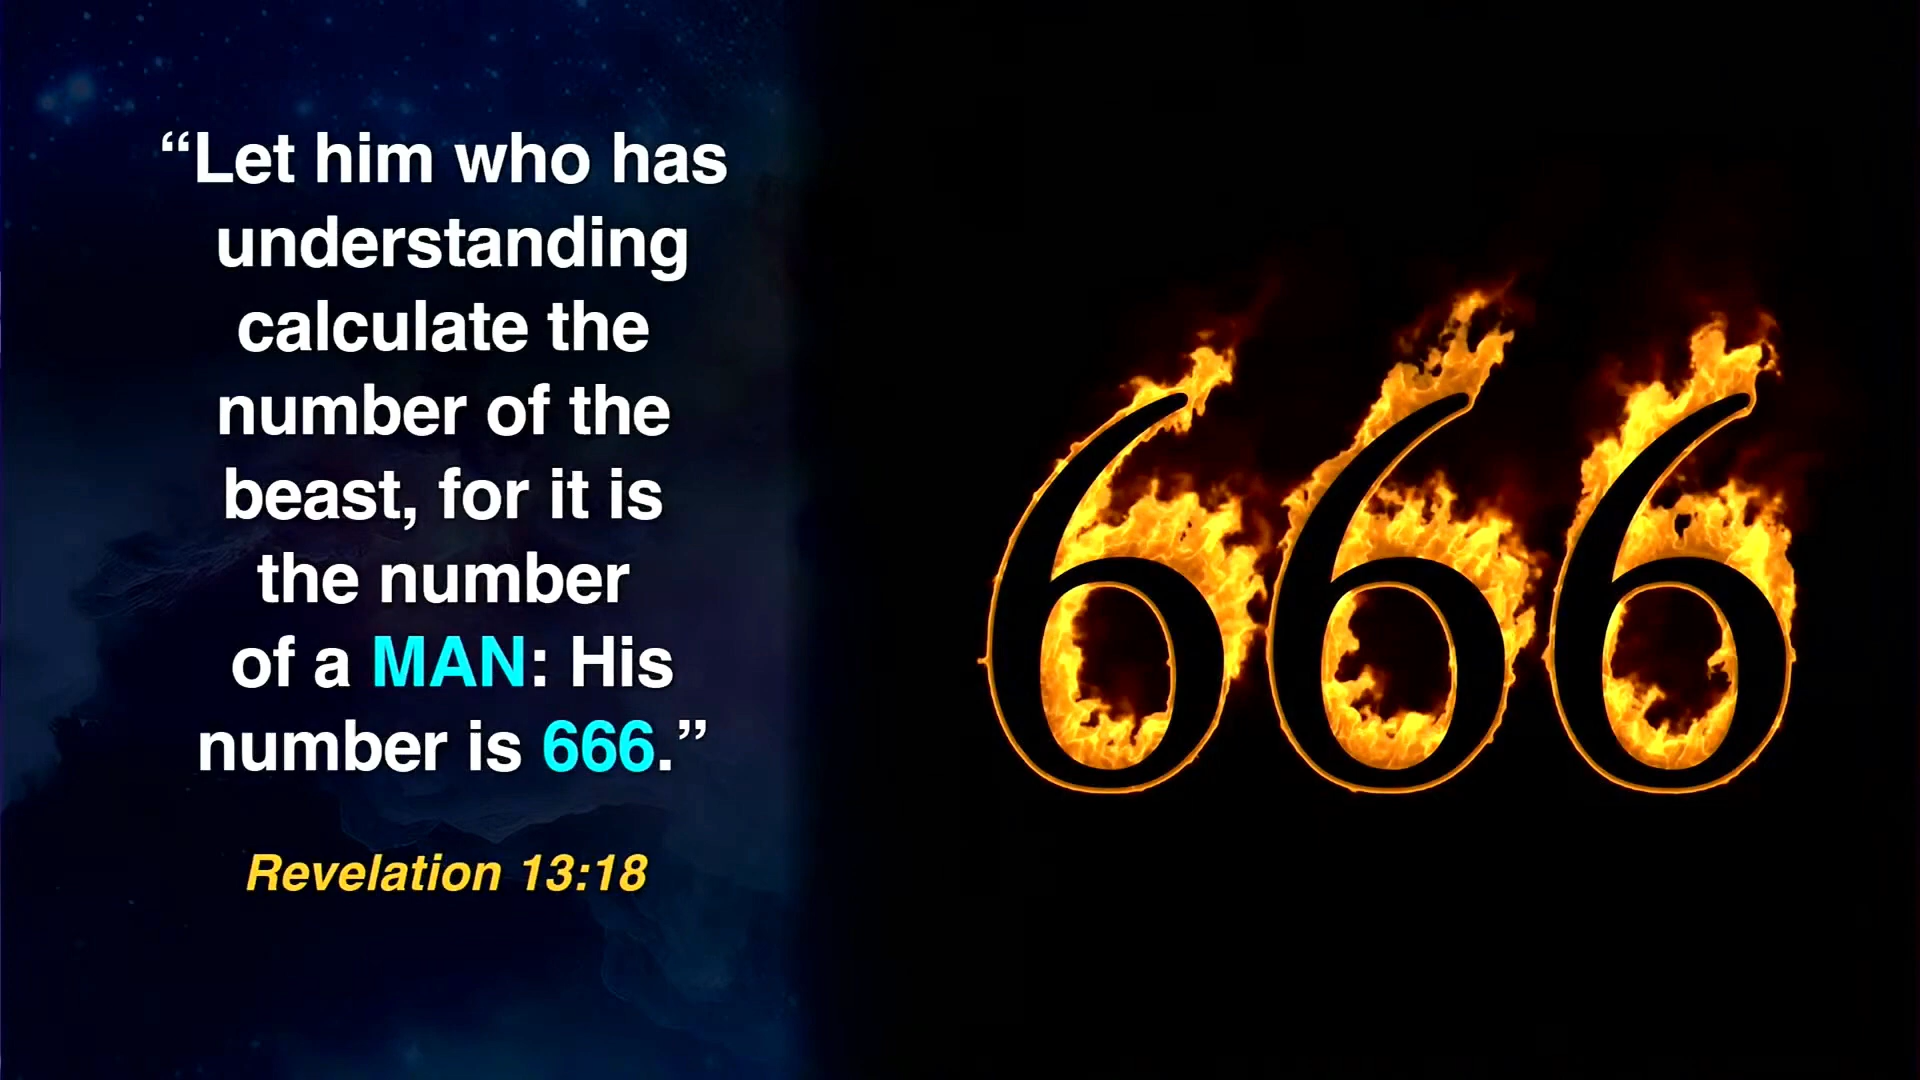 “Let him who has
understanding
calculate the
number of the
beast, for it is
the number
of a MAN: His
number is 666.”
Revelation 13:18
666